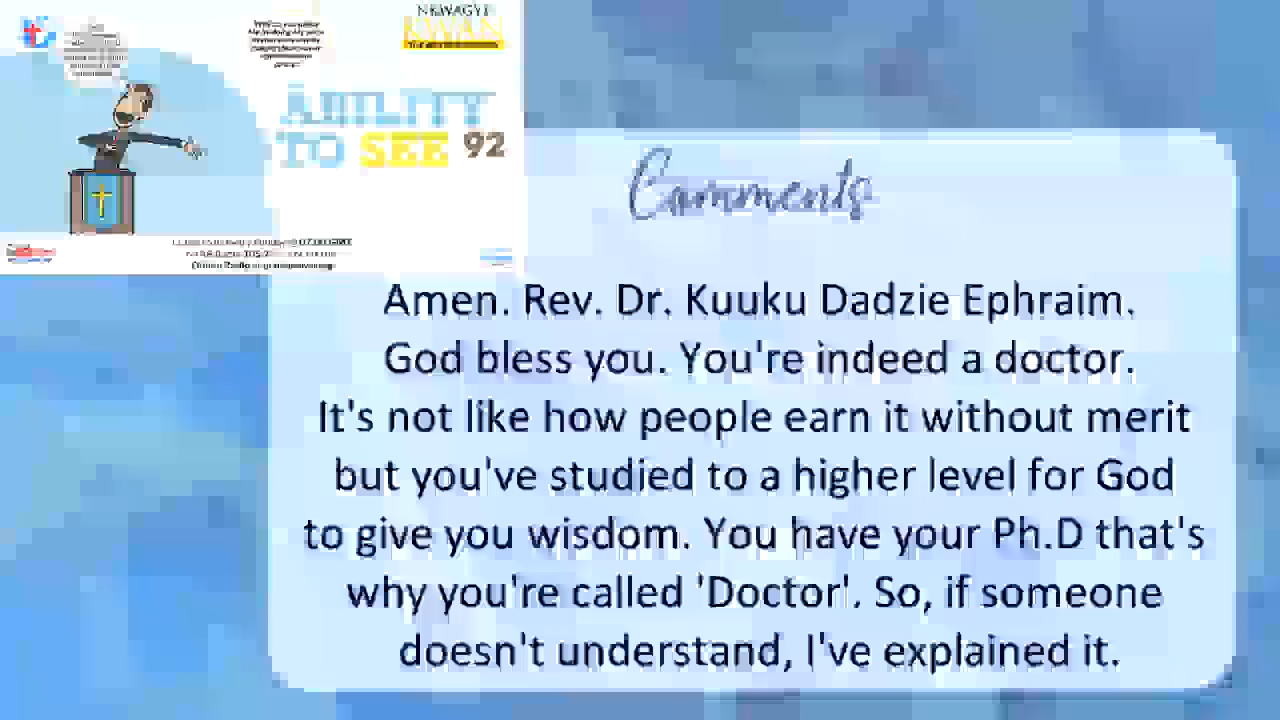 NKWAGYE
KWAN
ABILITY
TO SEE 92
Comments
Amen. Rev. Dr. Kuuku Dadzie Ephraim.
God bless you. You're indeed a doctor.
It's not like how people earn it without merit
but you've studied to a higher level for God
to give you wisdom. You have your Ph.D that's
why you're called 'Doctor'. So, if someone
doesn't understand, I've explained it.